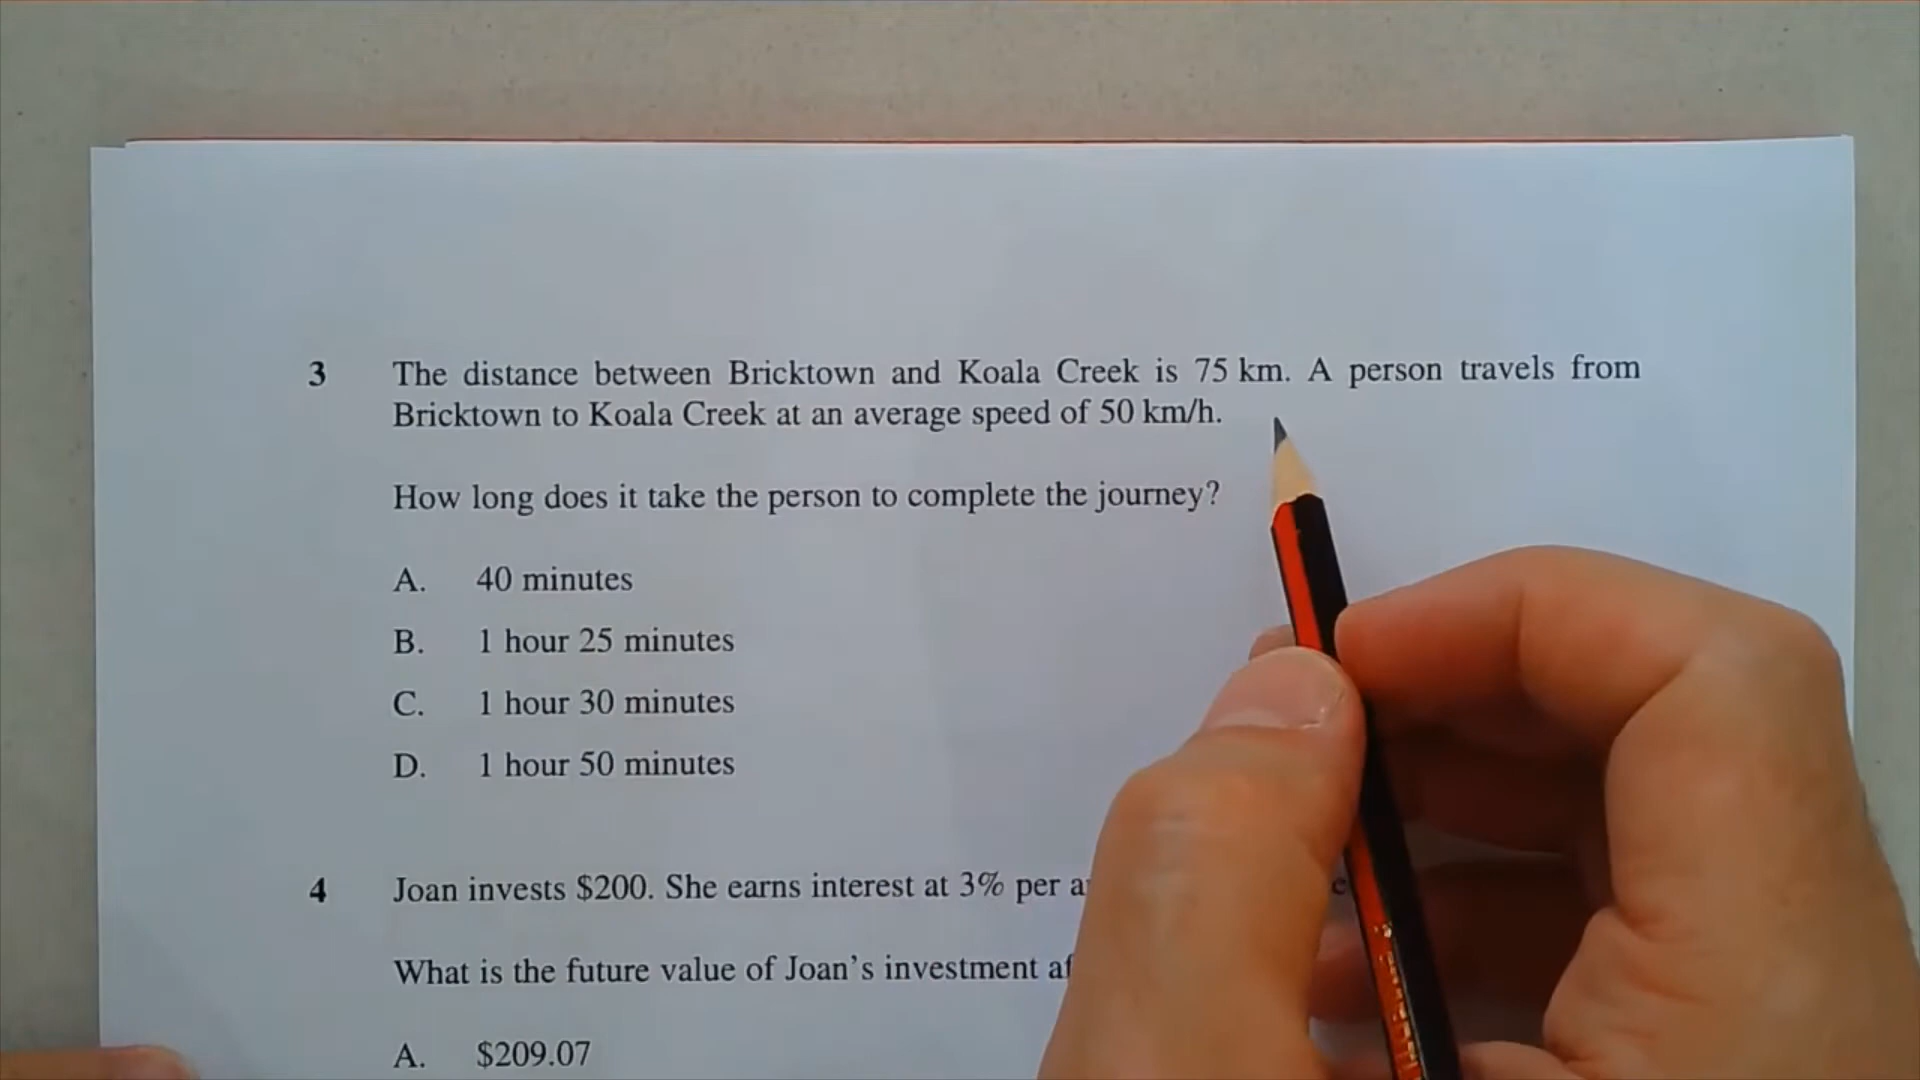 3 The distance between Bricktown and Koala Creek is 75 km. A person travels from
Bricktown to Koala Creek at an average speed of 50 km/h.
How long does it take the person to complete the journey?
A. 40 minutes
B. 1 hour 25 minutes
C. 1 hour 30 minutes
D. 1 hour 50 minutes
4 Joan invests $200. She earns interest at 3% per
What is the future value of Joan’s investment
A. $209.07